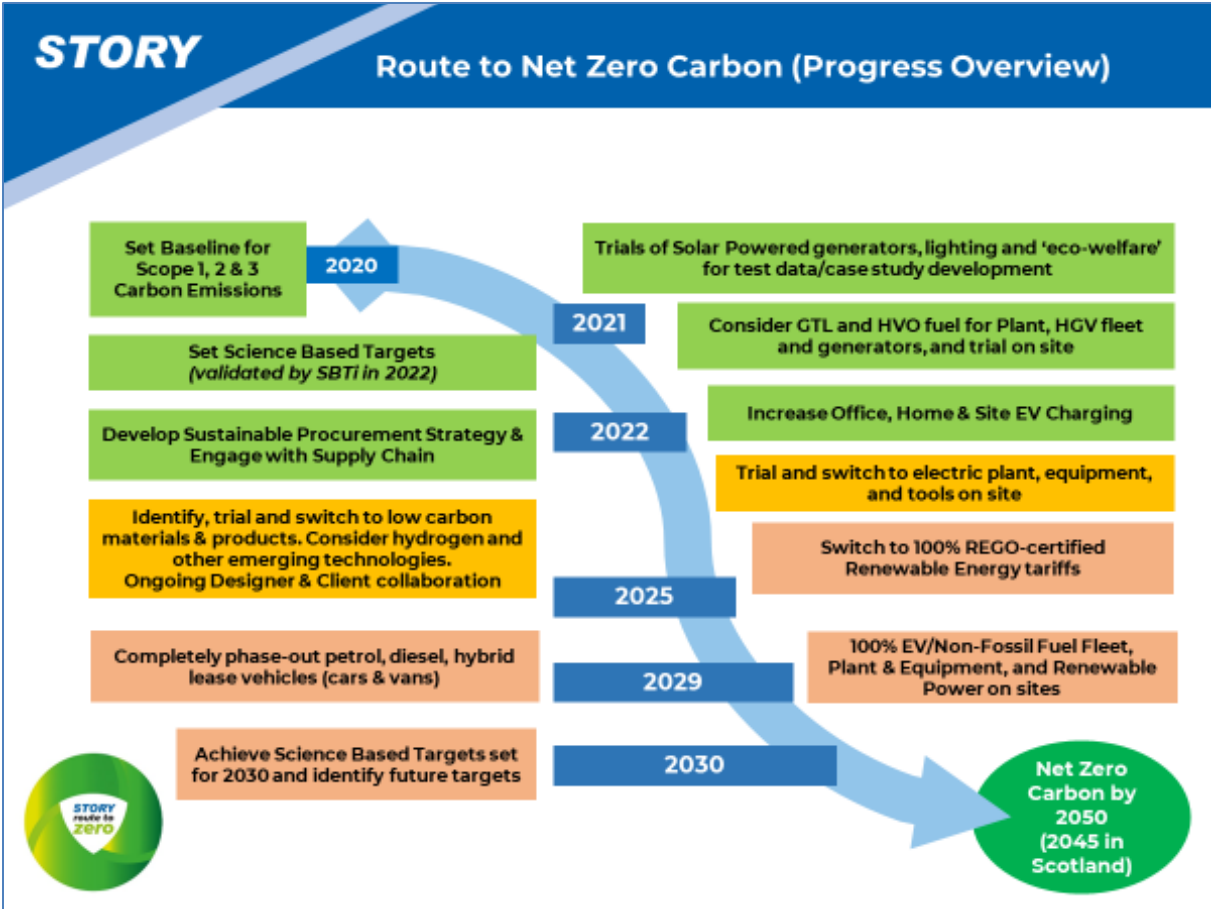 STORY
Route to Net Zero Carbon (Progress Overview)
Set Baseline for
Scope 1, 2 & 3
Carbon Emissions
2020
Trials of Solar Powered generators, lighting and ‘eco-welfare’
for test data/case study development
2021
Consider GTL and HVO fuel for Plant, HGV fleet
and generators, and trial on site
Set Science Based Targets
(validated by SBTi in 2022)
Increase Office, Home & Site EV Charging
Develop Sustainable Procurement Strategy &
Engage with Supply Chain
2022
Trial and switch to electric plant, equipment,
and tools on site
Identify, trial and switch to low carbon
materials & products. Consider hydrogen and
other emerging technologies.
Ongoing Designer & Client collaboration
Switch to 100% REGO-certified
Renewable Energy tariffs
2025
Completely phase-out petrol, diesel, hybrid
lease vehicles (cars & vans)
2029
100% EV/Non-Fossil Fuel Fleet,
Plant & Equipment, and Renewable
Power on sites
Achieve Science Based Targets set
for 2030 and identify future targets
2030
Net Zero
Carbon by
2050
(2045 in
Scotland)
STORY
route to
zero